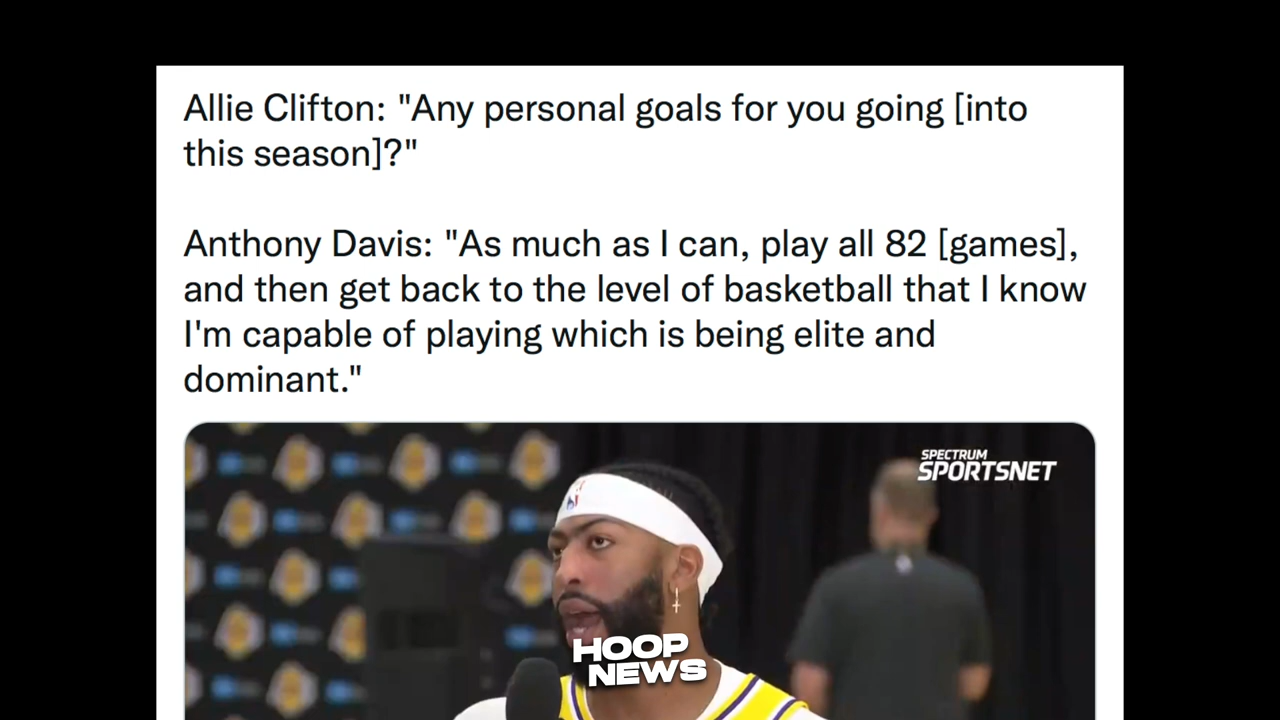 Allie Clifton: "Any personal goals for you going [into
this season]?"
Anthony Davis: "As much as I can, play all 82 [games],
and then get back to the level of basketball that I know
I'm capable of playing which is being elite and
dominant."
SPECTRUM
SPORTSNET
HOOP
NEWS